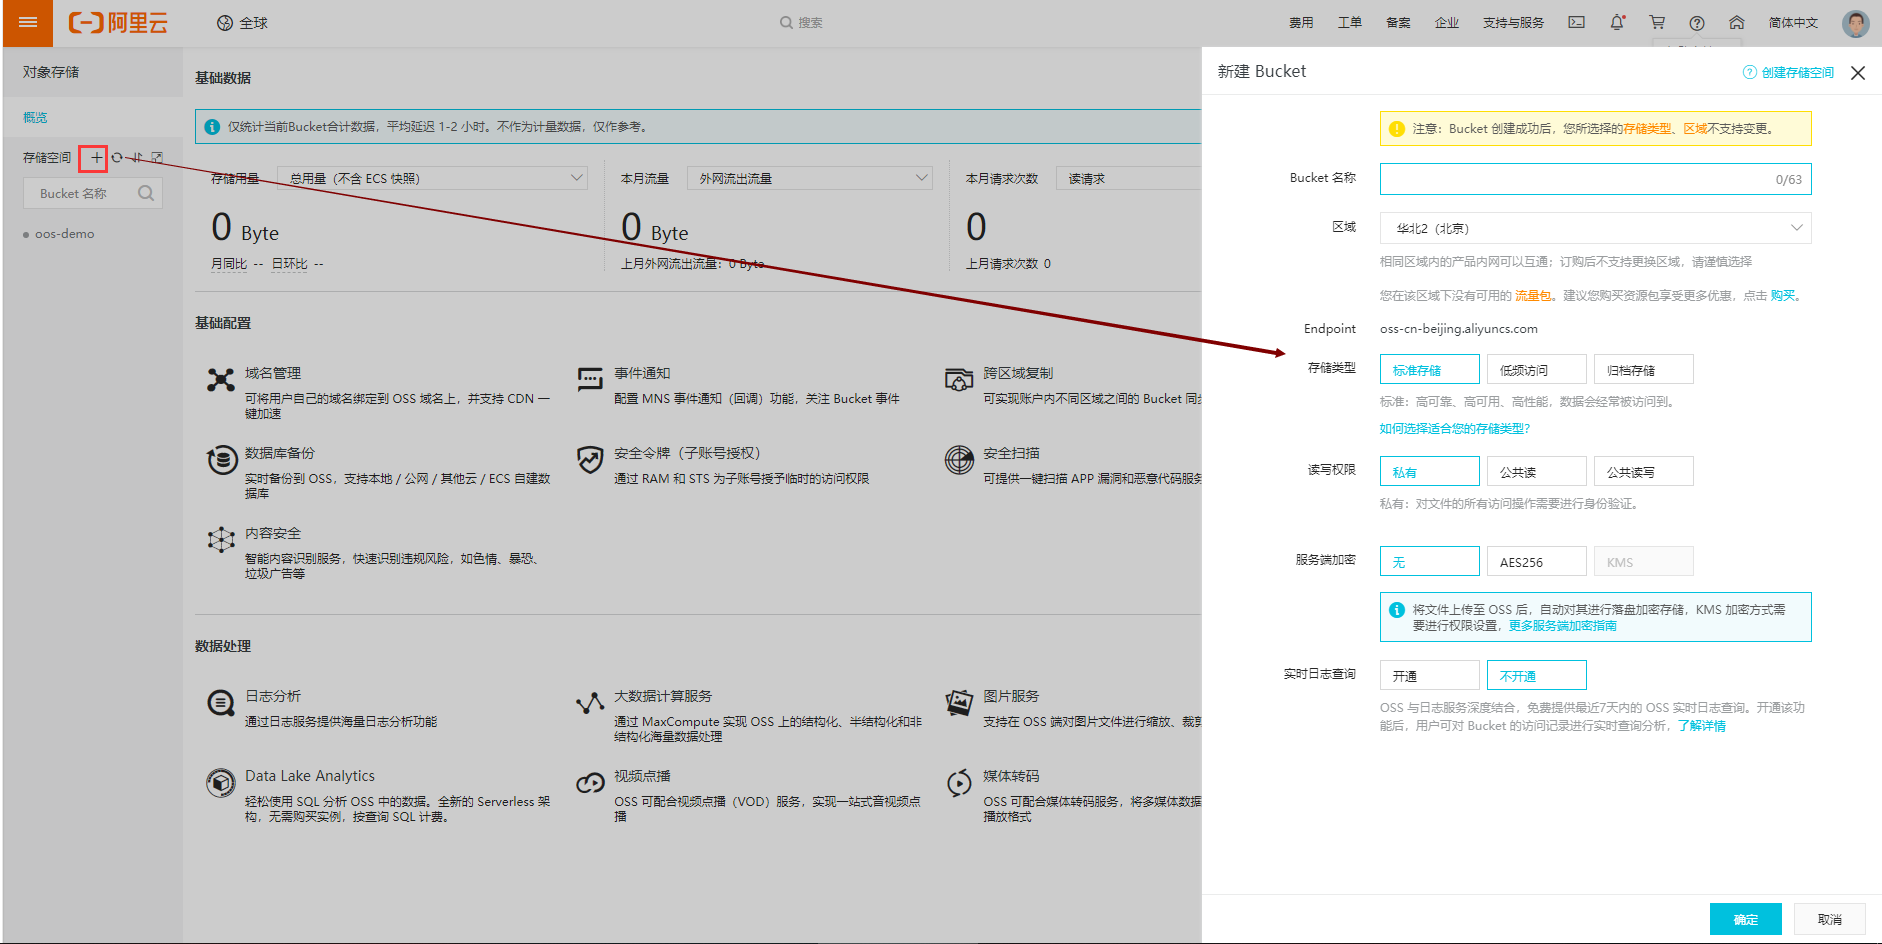 阿里云
全球
搜索
费用
工单
备案
企业
支持与服务
简体中文
对象存储
概览
存储空间
Bucket 名称
oos-demo
基础数据
仅统计当前Bucket合计数据，平均延迟 1-2 小时。不作为计量数据，仅作参考。
存储用量
总用量（不含 ECS 快照）
0 Byte
月同比 -- 日环比 --
本月流量
外网流出流量
0 Byte
上月外网流出流量：0 Byte
本月请求次数
读请求
0
上月请求次数 0
基础配置
域名管理
可将用户自己的域名绑定到 OSS 域名上，并支持 CDN 一
键加速
事件通知
配置 MNS 事件通知（回调）功能，关注 Bucket 事件
跨区域复制
可实现账户内不同区域之间的 Bucket 同
数据库备份
实时备份到 OSS，支持本地 / 公网 / 其他云 / ECS 自建数
据库
安全令牌（子账号授权）
通过 RAM 和 STS 为子账号授予临时的访问权限
安全扫描
可提供一键扫描 APP 漏洞和恶意代码服务
内容安全
智能内容识别服务，快速识别违规风险，如色情、暴恐、
垃圾广告等
数据处理
日志分析
通过日志服务提供海量日志分析功能
大数据计算服务
通过 MaxCompute 实现 OSS 上的结构化、半结构化和非
结构化海量数据处理
图片服务
支持在 OSS 端对图片文件进行缩放、裁剪
Data Lake Analytics
轻松使用 SQL 分析 OSS 中的数据。全新的 Serverless 架
构，无需购买实例，按查询 SQL 计费。
视频点播
OSS 可配合视频点播（VOD）服务，实现一站式音视频点
播
媒体转码
OSS 可配合媒体转码服务，将多媒体数据
播放格式
新建 Bucket
创建存储空间
注意：Bucket 创建成功后，您所选择的存储类型、区域不支持变更。
Bucket 名称
0/63
区域
华北2（北京）
相同区域内的产品内网可以互通；订购后不支持更换区域，请谨慎选择
您在该区域下没有可用的 流量包。建议您购买资源包享受更多优惠，点击 购买。
Endpoint
oss-cn-beijing.aliyuncs.com
存储类型
标准存储
低频访问
归档存储
标准：高可靠、高可用、高性能，数据会经常被访问到。
如何选择适合您的存储类型？
读写权限
私有
公共读
公共读写
私有：对文件的所有访问操作需要进行身份验证。
服务端加密
无
AES256
KMS
将文件上传至 OSS 后，自动对其进行落盘加密存储，KMS 加密方式需
要进行权限设置，更多服务端加密指南
实时日志查询
开通
不开通
OSS 与日志服务深度结合，免费提供最近7天内的 OSS 实时日志查询。开通该功
能后，用户可对 Bucket 的访问记录进行实时查询分析，了解详情
确定
取消